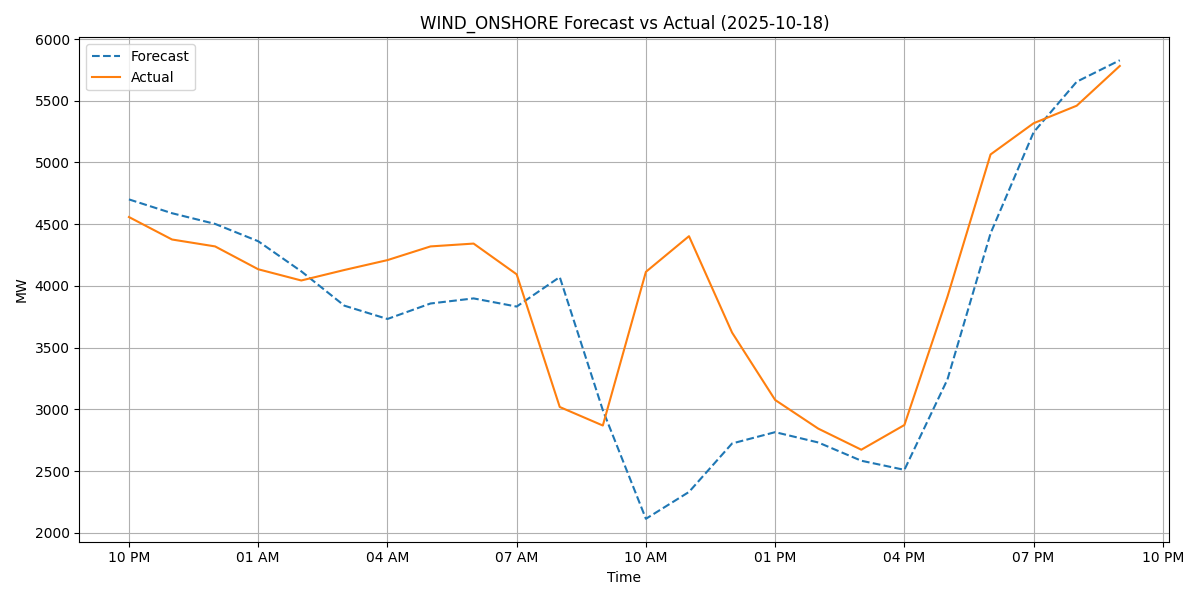 WIND_ONSHORE Forecast vs Actual (2025-10-18)
Forecast
Actual
6000
5500
5000
4500
4000
3500
3000
2500
2000
MW
10 PM
01 AM
04 AM
07 AM
10 AM
01 PM
04 PM
07 PM
10 PM
Time